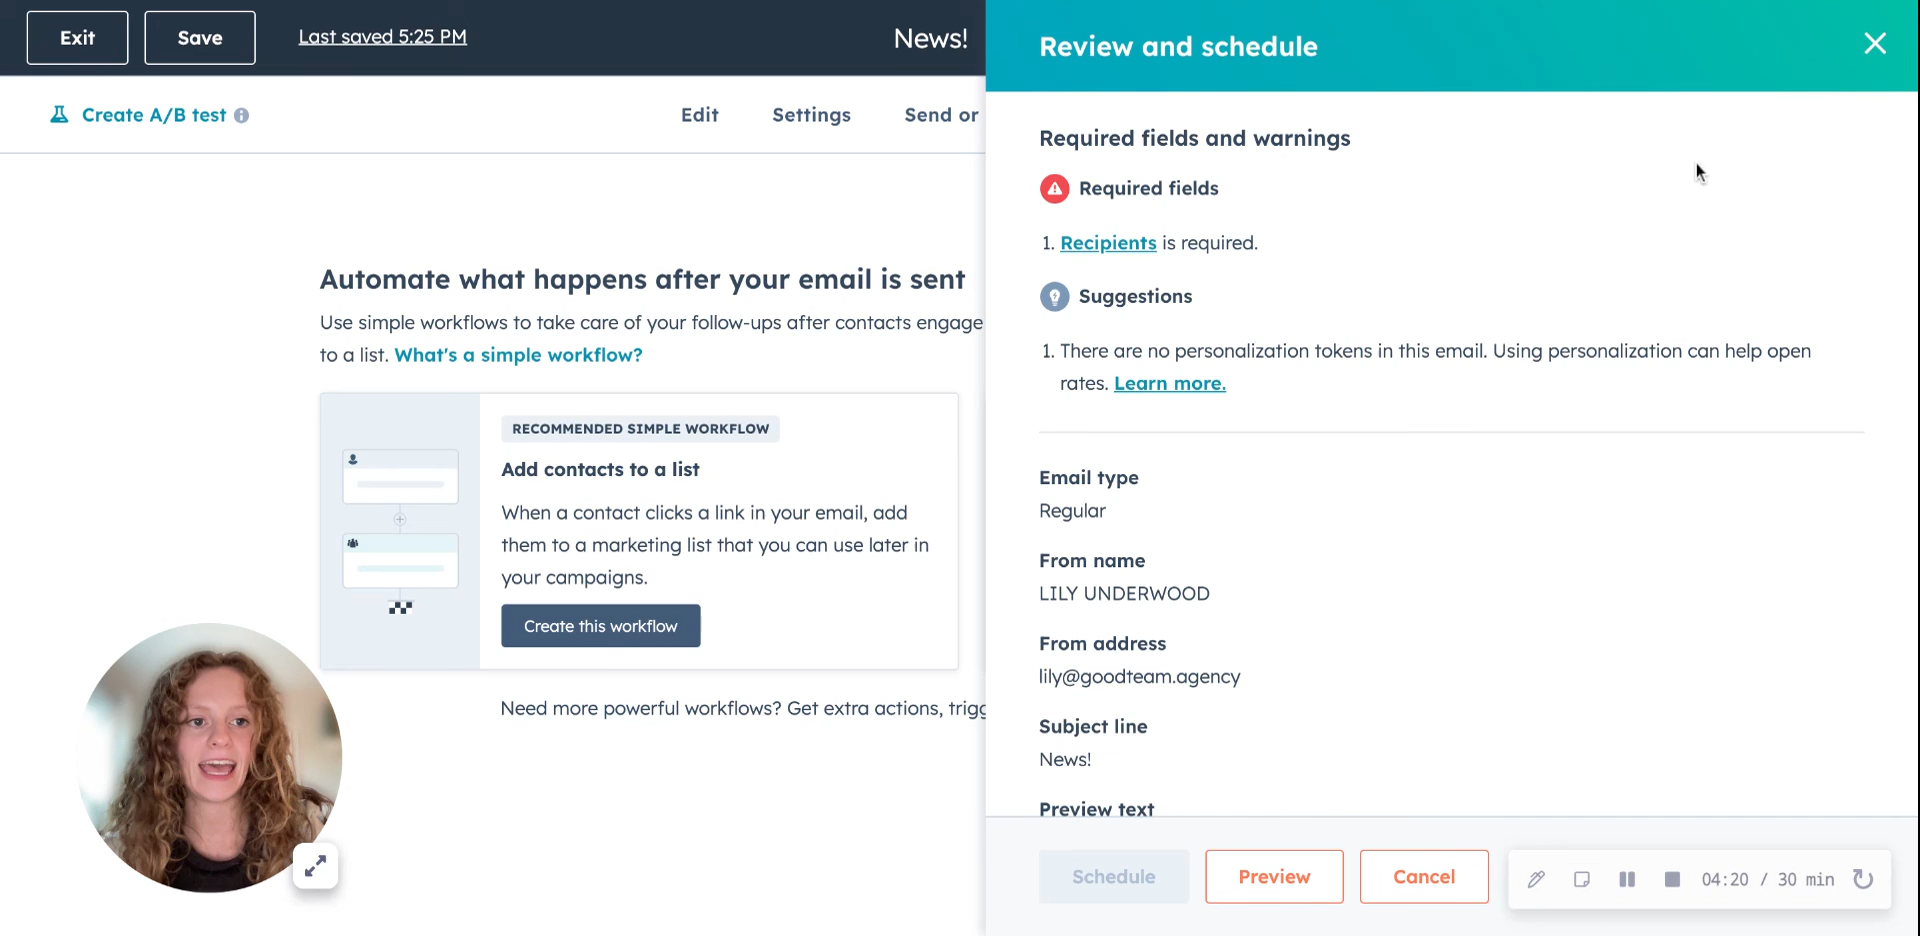 Exit
Save
Last saved 5:25 PM
News!
Create A/B test
Edit
Settings
Send or
Automate what happens after your email is sent
Use simple workflows to take care of your follow-ups after contacts engage
to a list. What's a simple workflow?
RECOMMENDED SIMPLE WORKFLOW
Add contacts to a list
When a contact clicks a link in your email, add
them to a marketing list that you can use later in
your campaigns.
Create this workflow
Need more powerful workflows? Get extra actions, trigg
Review and schedule
Required fields and warnings
Required fields
1. Recipients is required.
Suggestions
1. There are no personalization tokens in this email. Using personalization can help open
rates. Learn more.
Email type
Regular
From name
LILY UNDERWOOD
From address
lily@goodteam.agency
Subject line
News!
Preview text
Schedule
Preview
Cancel
04:20 / 30 min